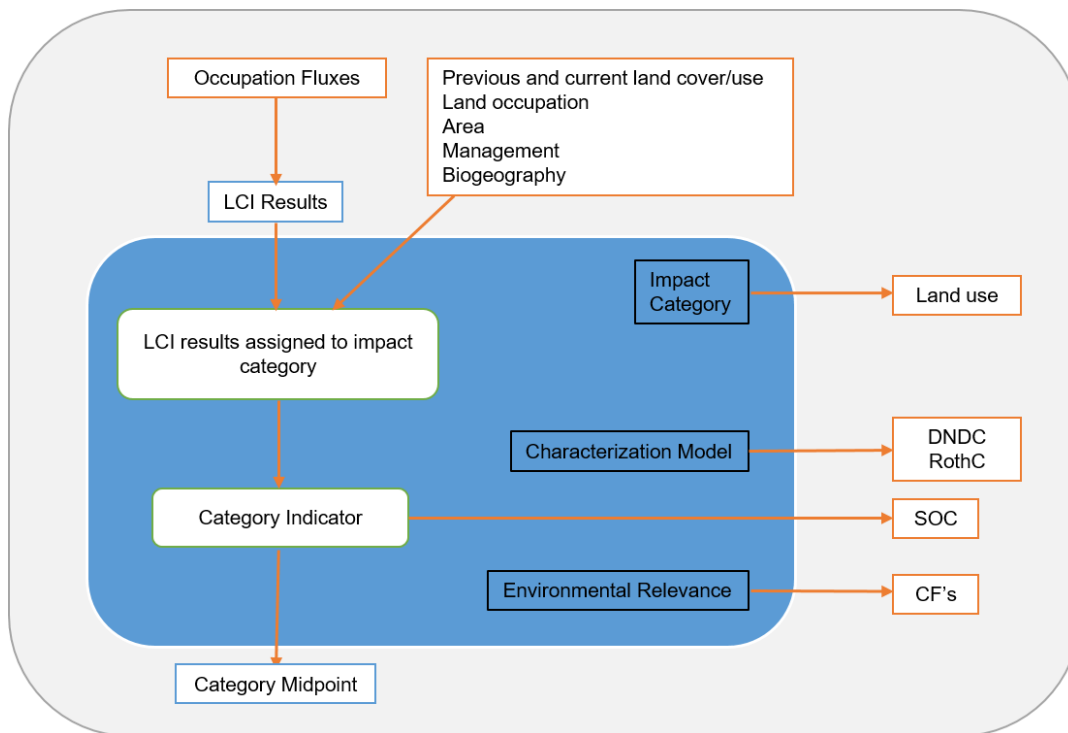 Occupation Fluxes
Previous and current land cover/use
Land occupation
Area
Management
Biogeography
LCI Results
Impact
Category
Land use
LCI results assigned to impact
category
Characterization Model
DNDC
RothC
Category Indicator
SOC
Environmental Relevance
CF's
Category Midpoint